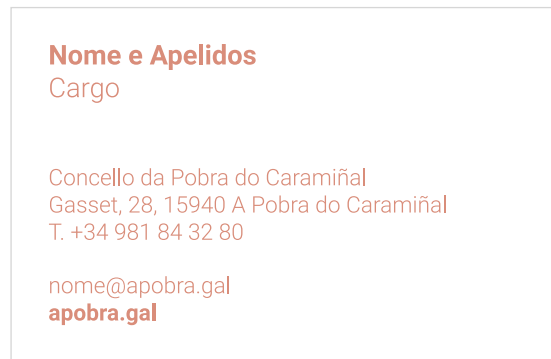 Nome e Apelidos
Cargo
Concello da Pobra do Caramiñal
Gasset, 28, 15940 A Pobra do Caramiñal
T. +34 981 84 32 80
nome@apobra.gal
apobra.gal